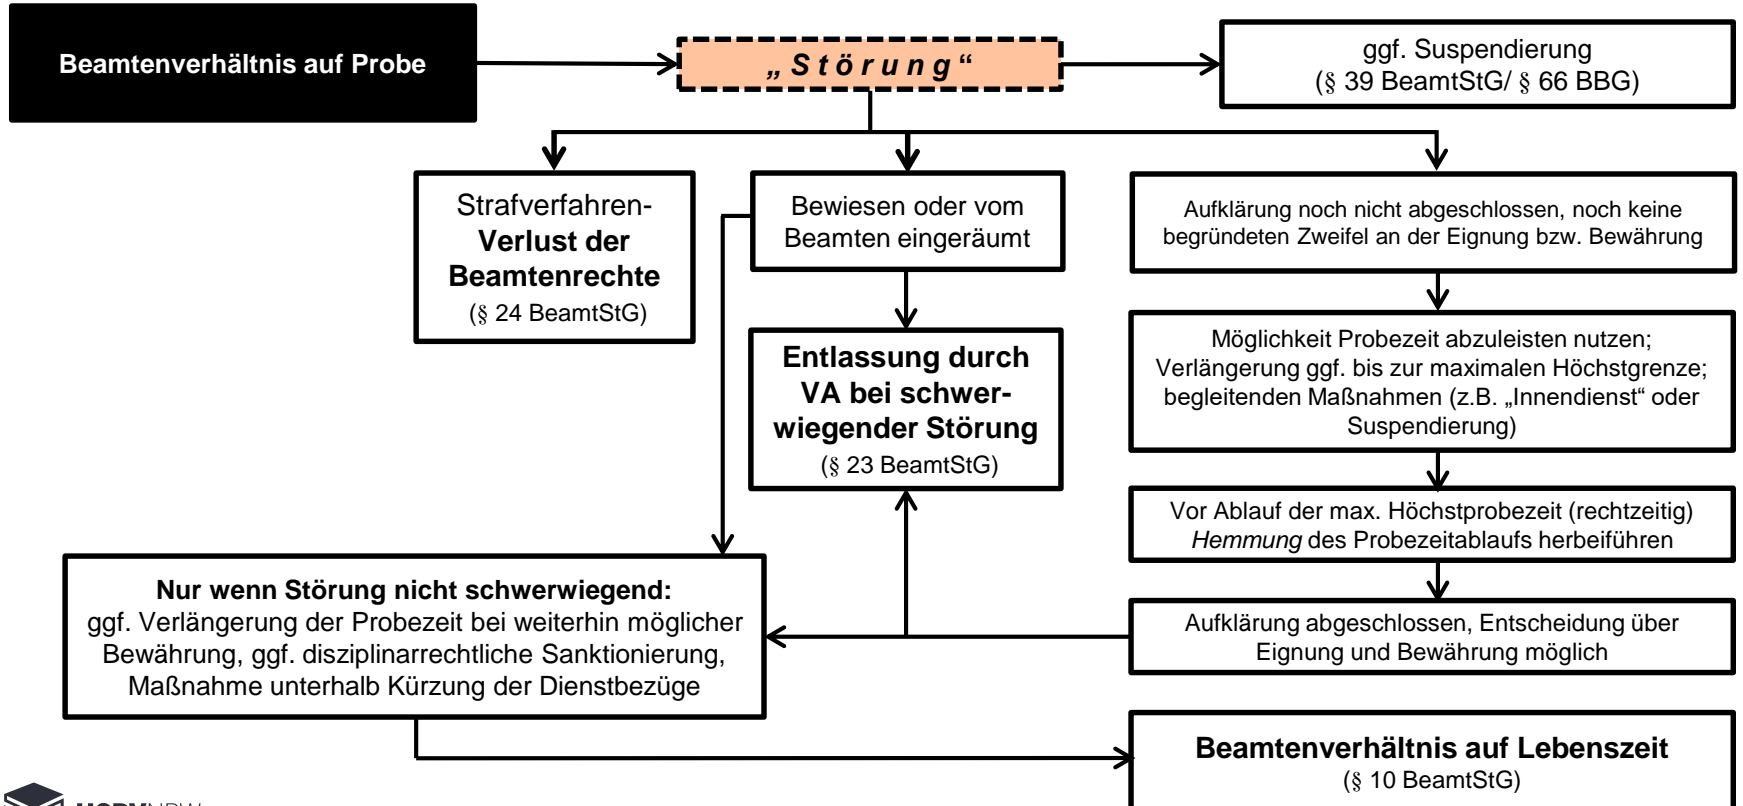 Beamtenverhältnis auf Probe
„Störung“
ggf. Suspendierung
(§ 39 BeamtStG/ § 66 BBG)
Strafverfahren-
Verlust der
Beamtenrechte
(§ 24 BeamtStG)
Bewiesen oder vom
Beamten eingeräumt
Aufklärung noch nicht abgeschlossen, noch keine
begründeten Zweifel an der Eignung bzw. Bewährung
Entlassung durch
VA bei schwer-
wiegender Störung
(§ 23 BeamtStG)
Möglichkeit Probezeit abzuleisten nutzen;
Verlängerung ggf. bis zur maximalen Höchstgrenze;
begleitenden Maßnahmen (z.B. „Innendienst“ oder
Suspendierung)
Vor Ablauf der max. Höchstprobezeit (rechtzeitig)
Hemmung des Probezeitablaufs herbeiführen
Nur wenn Störung nicht schwerwiegend:
ggf. Verlängerung der Probezeit bei weiterhin möglicher
Bewährung, ggf. disziplinarrechtliche Sanktionierung,
Maßnahme unterhalb Kürzung der Dienstbezüge
Aufklärung abgeschlossen, Entscheidung über
Eignung und Bewährung möglich
Beamtenverhältnis auf Lebenszeit
(§ 10 BeamtStG)